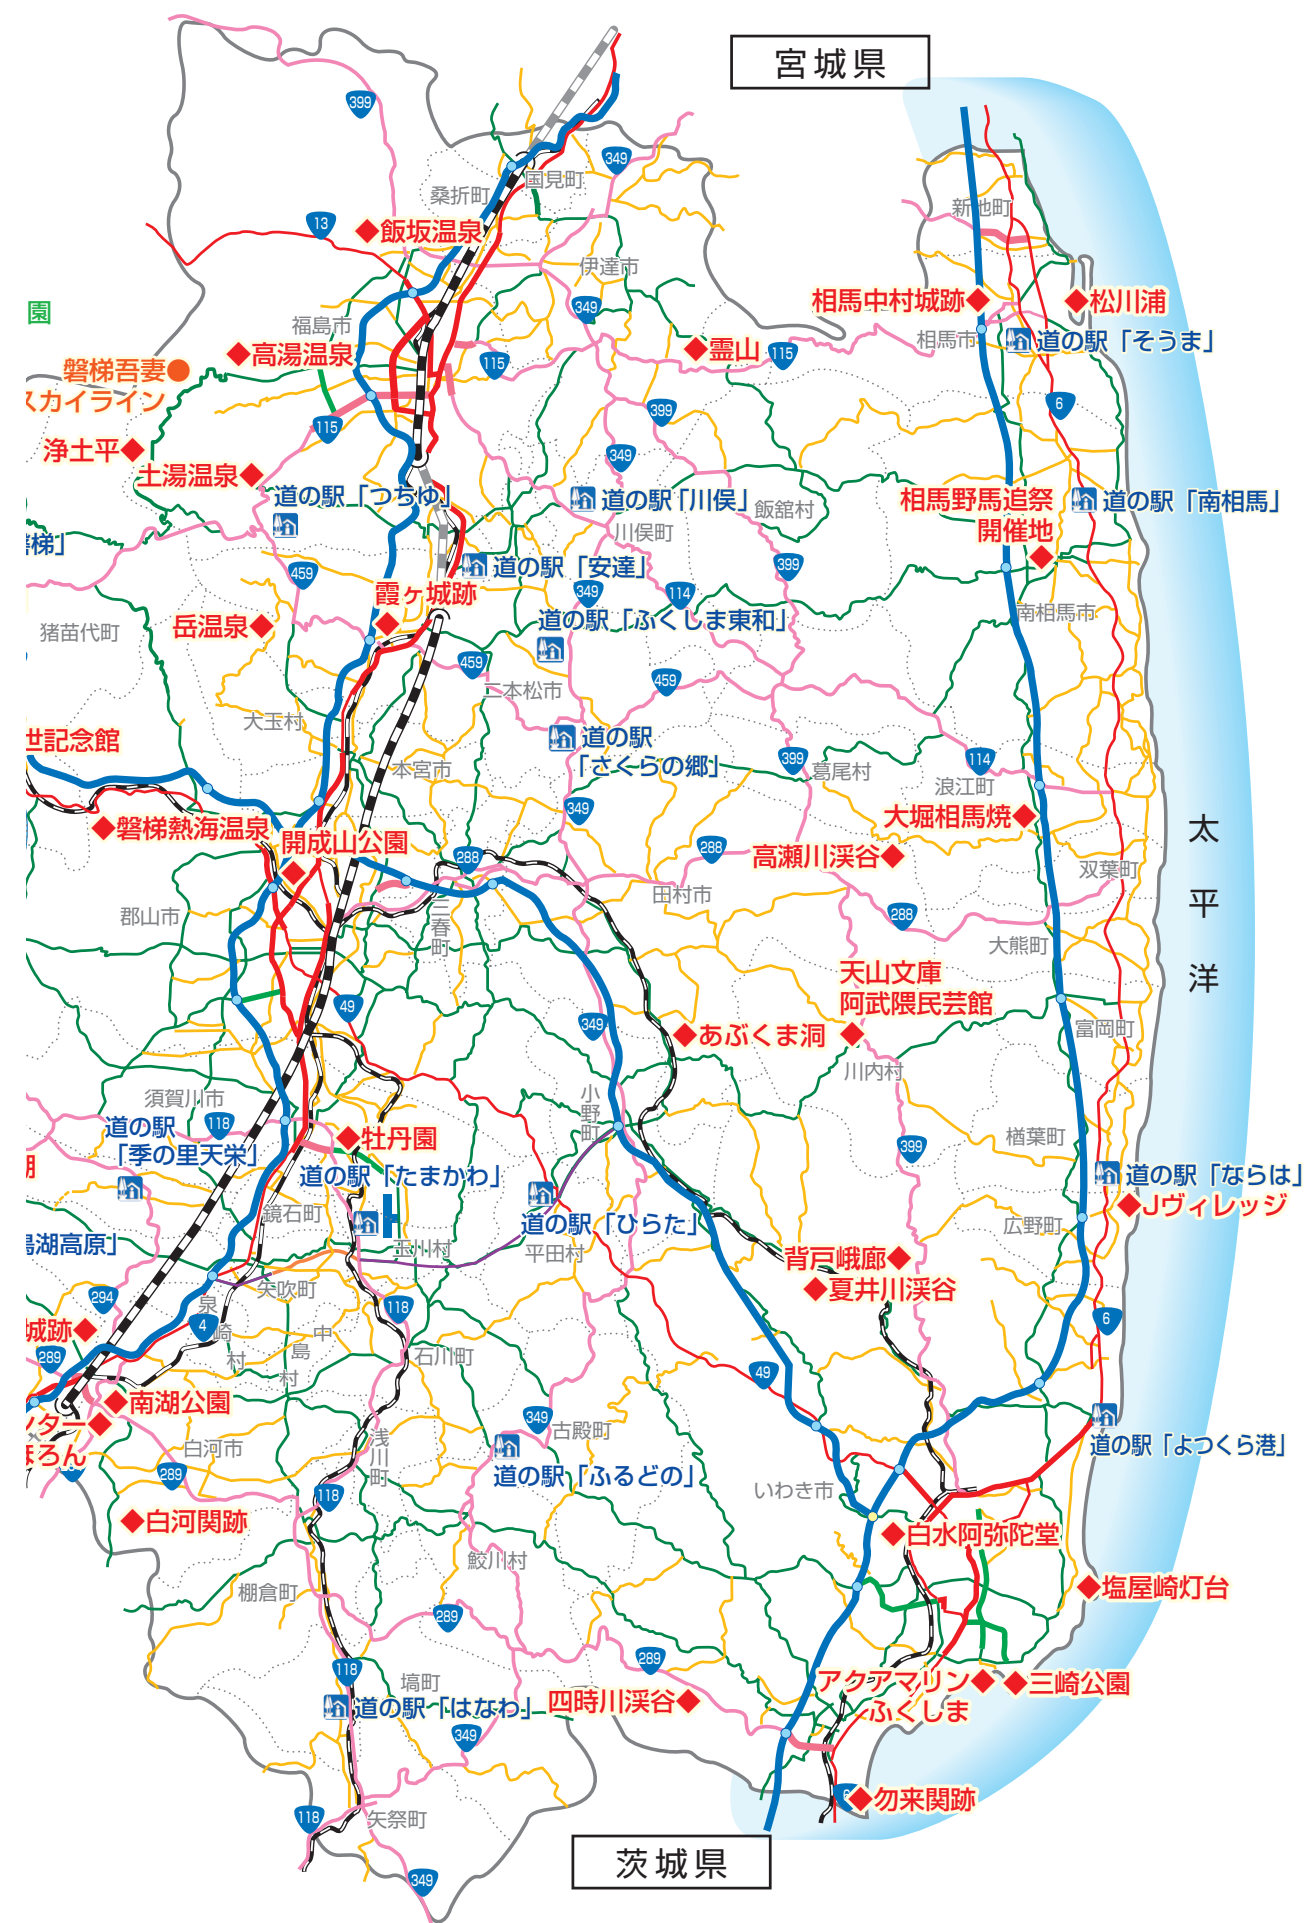 宮城県
399
349
国見町
桑折町
新地町
13
飯坂温泉
伊達市
相馬中村城跡
松川浦
園
349
福島市
相馬市
道の駅「そうま」
高湯温泉
115
霊山
115
磐梯吾妻
スカイライン
399
6
115
浄土平
349
土湯温泉
道の駅「つちゆ」
道の駅「川俣」
飯舘村
相馬野馬追祭
開催地
道の駅「南相馬」
川俣町
梯」
道の駅「安達」
399
459
349
114
霞ヶ城跡
南相馬市
猪苗代町
岳温泉
道の駅「ふくしま東和」
459
459
二本松市
大玉村
世記念館
道の駅
「さくらの郷」
本宮市
399
葛尾村
114
浪江町
349
大堀相馬焼
太平洋
磐梯熱海温泉
開成山公園
288
288
高瀬川渓谷
双葉町
田村市
郡山市
三春町
288
大熊町
天山文庫
阿武隈民芸館
49
349
あぶくま洞
富岡町
川内村
須賀川市
小野町
118
道の駅
「季の里天栄」
牡丹園
楢葉町
399
道の駅「たまかわ」
道の駅「ならは」
Jヴィレッジ
鏡石町
道の駅「ひらた」
広野町
湖高原」
玉川村
平田村
背戸峨廊
夏井川渓谷
矢吹町
294
泉崎村
118
4
中島村
城跡
6
289
石川町
49
南湖公園
349
古殿町
ンター
ほろん
白河市
浅川町
道の駅「よつくら港」
289
道の駅「ふるどの」
いわき市
118
白河関跡
白水阿弥陀堂
鮫川村
棚倉町
塩屋崎灯台
289
289
118
塙町
アクアマリン
ふくしま
三崎公園
道の駅「はなわ」
四時川渓谷
349
勿来関跡
118
矢祭町
茨城県
349